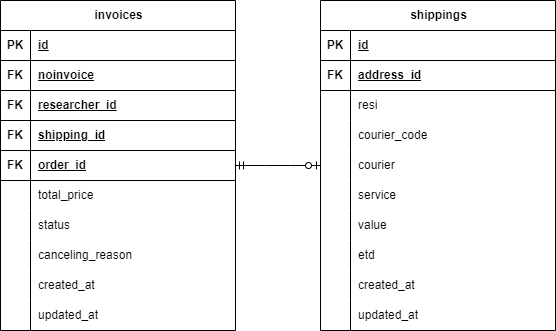 invoices
PK id
FK noinvoice
FK researcher_id
FK shipping_id
FK order_id
total_price
status
canceling_reason
created_at
updated_at
shippings
PK id
FK address_id
resi
courier_code
courier
service
value
etd
created_at
updated_at